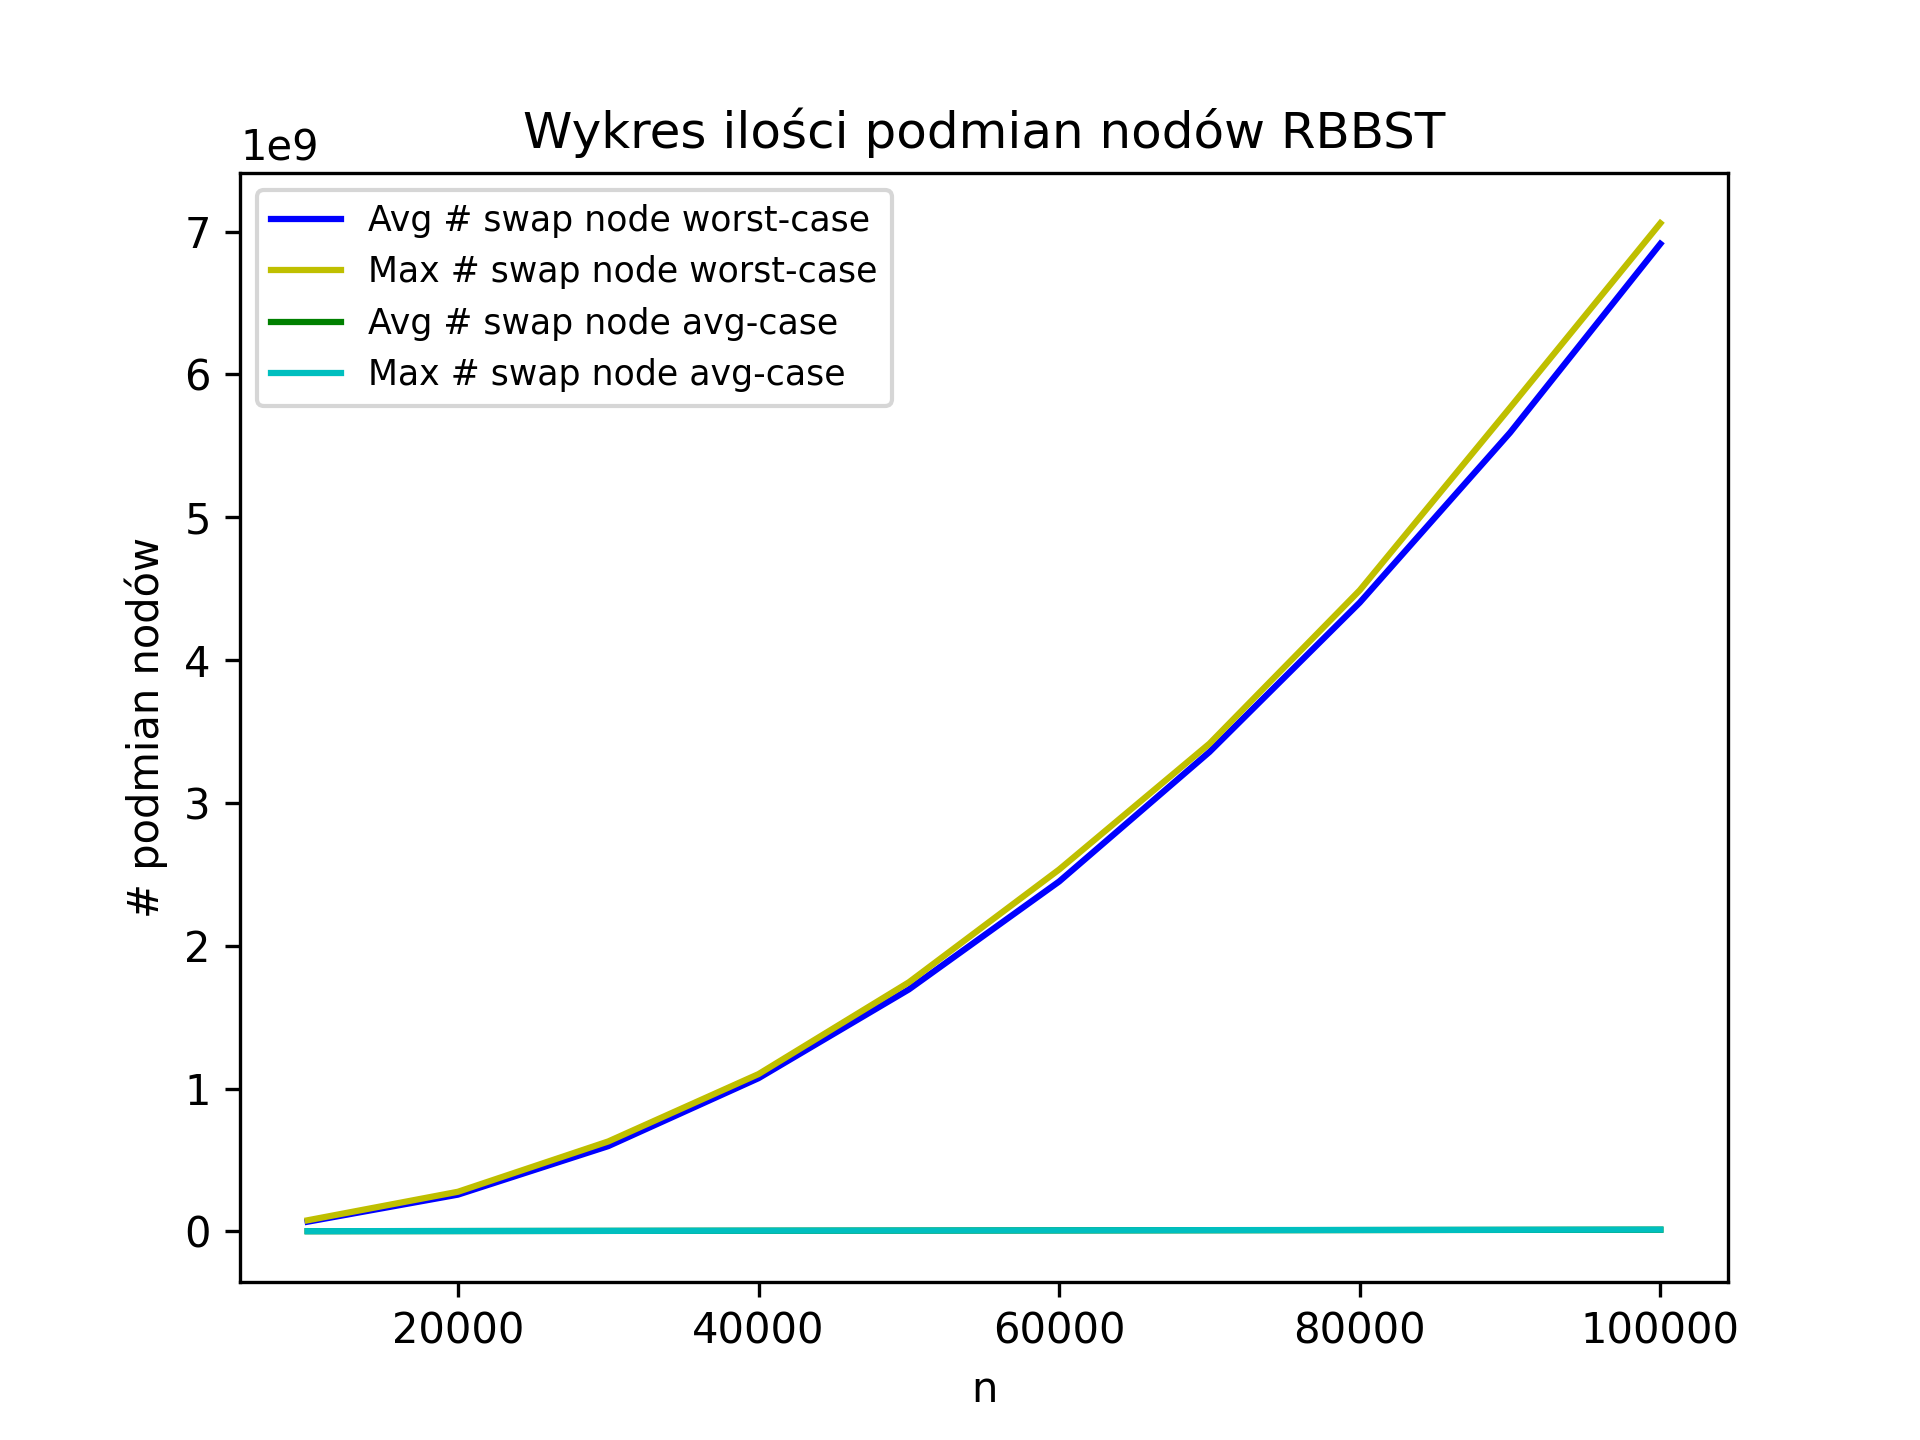 Wykres ilości podmian nodów RBBST
1e9
Avg # swap node worst-case
Max # swap node worst-case
Avg # swap node avg-case
Max # swap node avg-case
7
6
5
4
3
2
1
0
# podmian nodów
20000 40000 60000 80000 100000
n